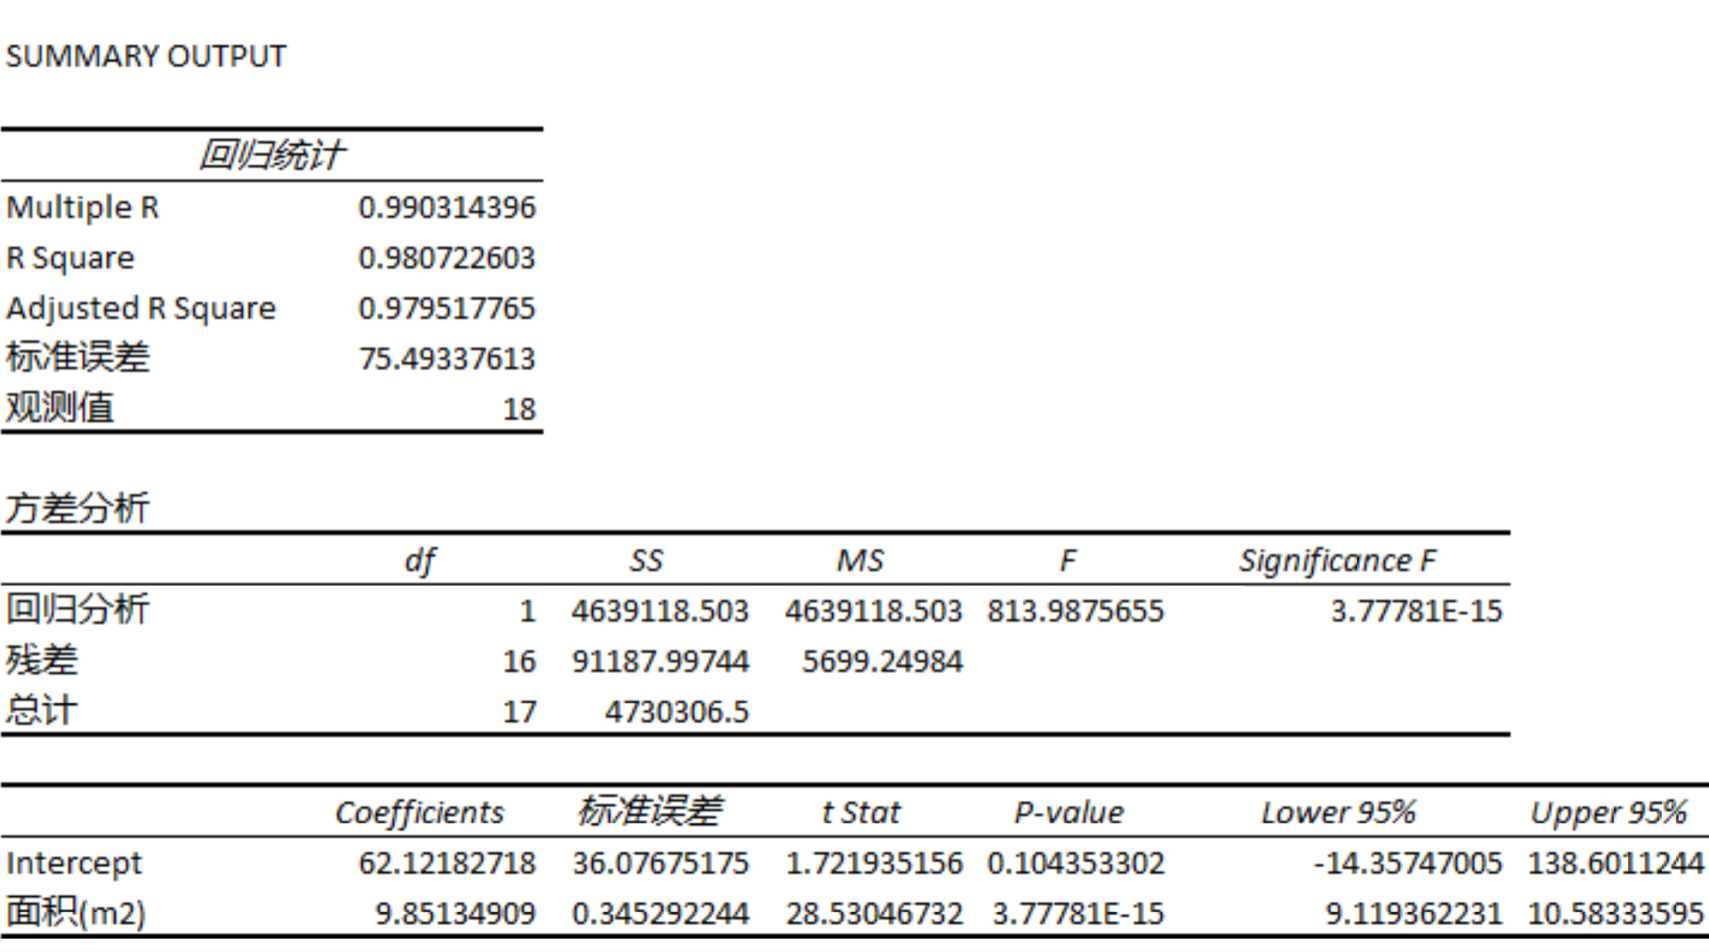 SUMMARY OUTPUT
回归统计
Multiple R 0.990314396
R Square 0.980722603
Adjusted R Square 0.979517765
标准误差 75.49337613
观测值 18
方差分析
df SS MS F Significance F
回归分析 1 4639118.503 4639118.503 813.9875655 3.77781E-15
残差 16 91187.99744 5699.24984
总计 17 4730306.5
Coefficients 标准误差 t Stat P-value Lower 95% Upper 95%
Intercept 62.12182718 36.07675175 1.721935156 0.104353302 -14.35747005 138.6011244
面积(m2) 9.85134909 0.345292244 28.53046732 3.77781E-15 9.119362231 10.58333595